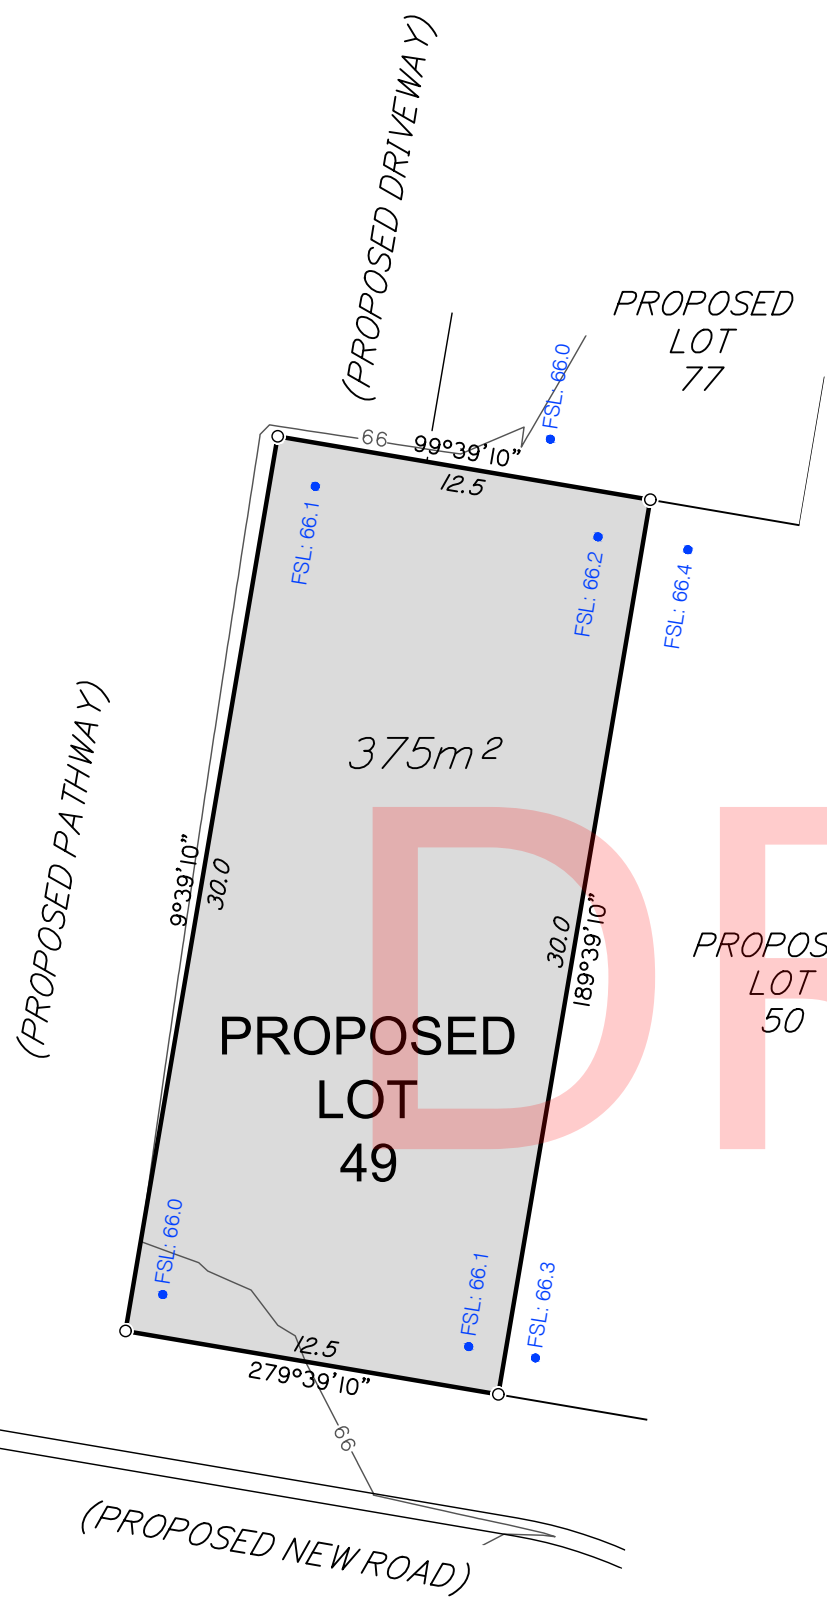 (PROPOSED DRIVEWAY)
PROPOSED
LOT
77
FSL: 66.0
66
99°39'10"
12.5
FSL: 66.1
FSL: 66.2
FSL: 66.4
375m²
(PROPOSED PATHWAY)
9°39'10"
30.0
30.0
189°39'10"
PROPOS
LOT
50
DR
PROPOSED
LOT
49
FSL: 66.0
FSL: 66.1
FSL: 66.3
12.5
279°39'10"
66
(PROPOSED NEW ROAD)